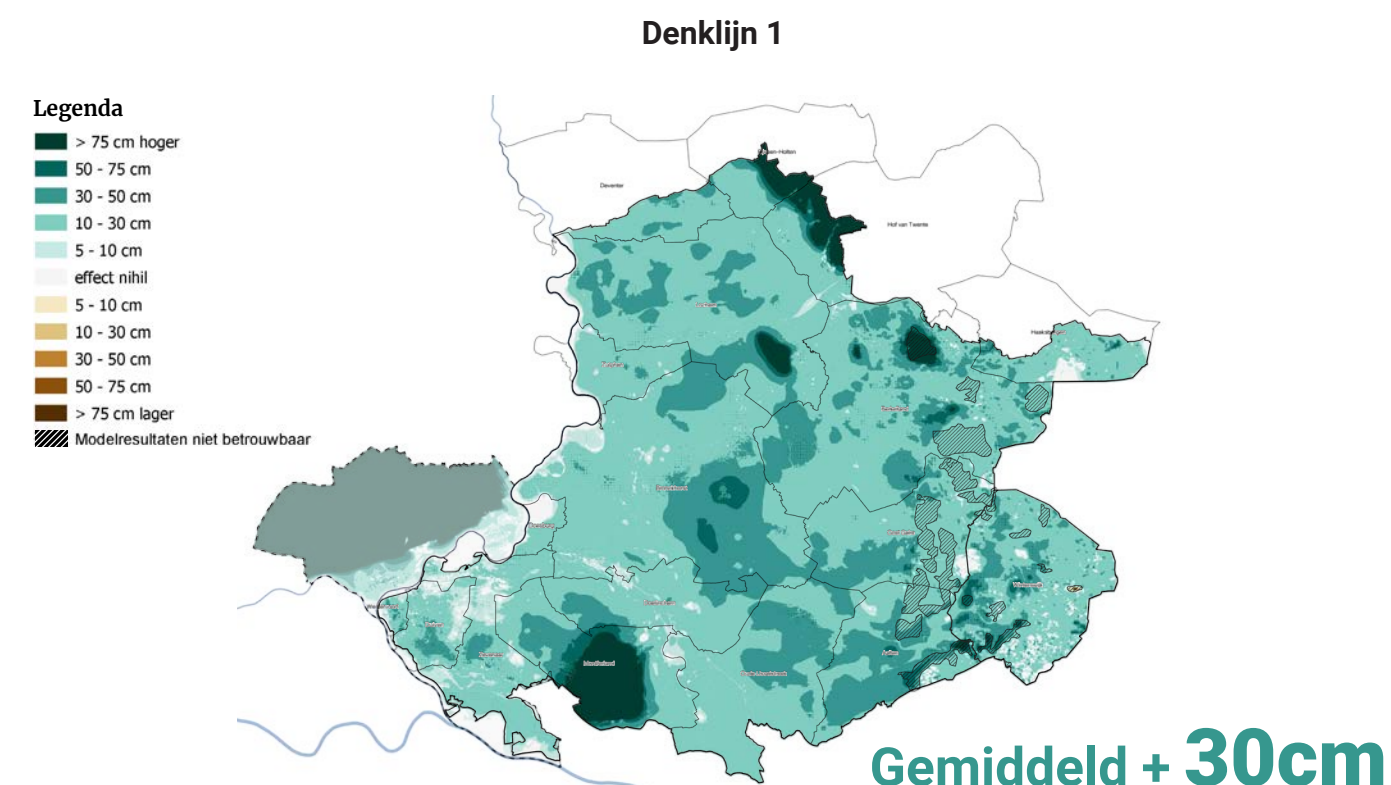 Denklijn 1
Legenda
> 75 cm hoger
50 - 75 cm
30 - 50 cm
10 - 30 cm
5 - 10 cm
effect nihil
5 - 10 cm
10 - 30 cm
30 - 50 cm
50 - 75 cm
> 75 cm lager
Modelresultaten niet betrouwbaar
Deventer
Hof van Twente
Montferland
Aalten
Gemiddeld + 30cm